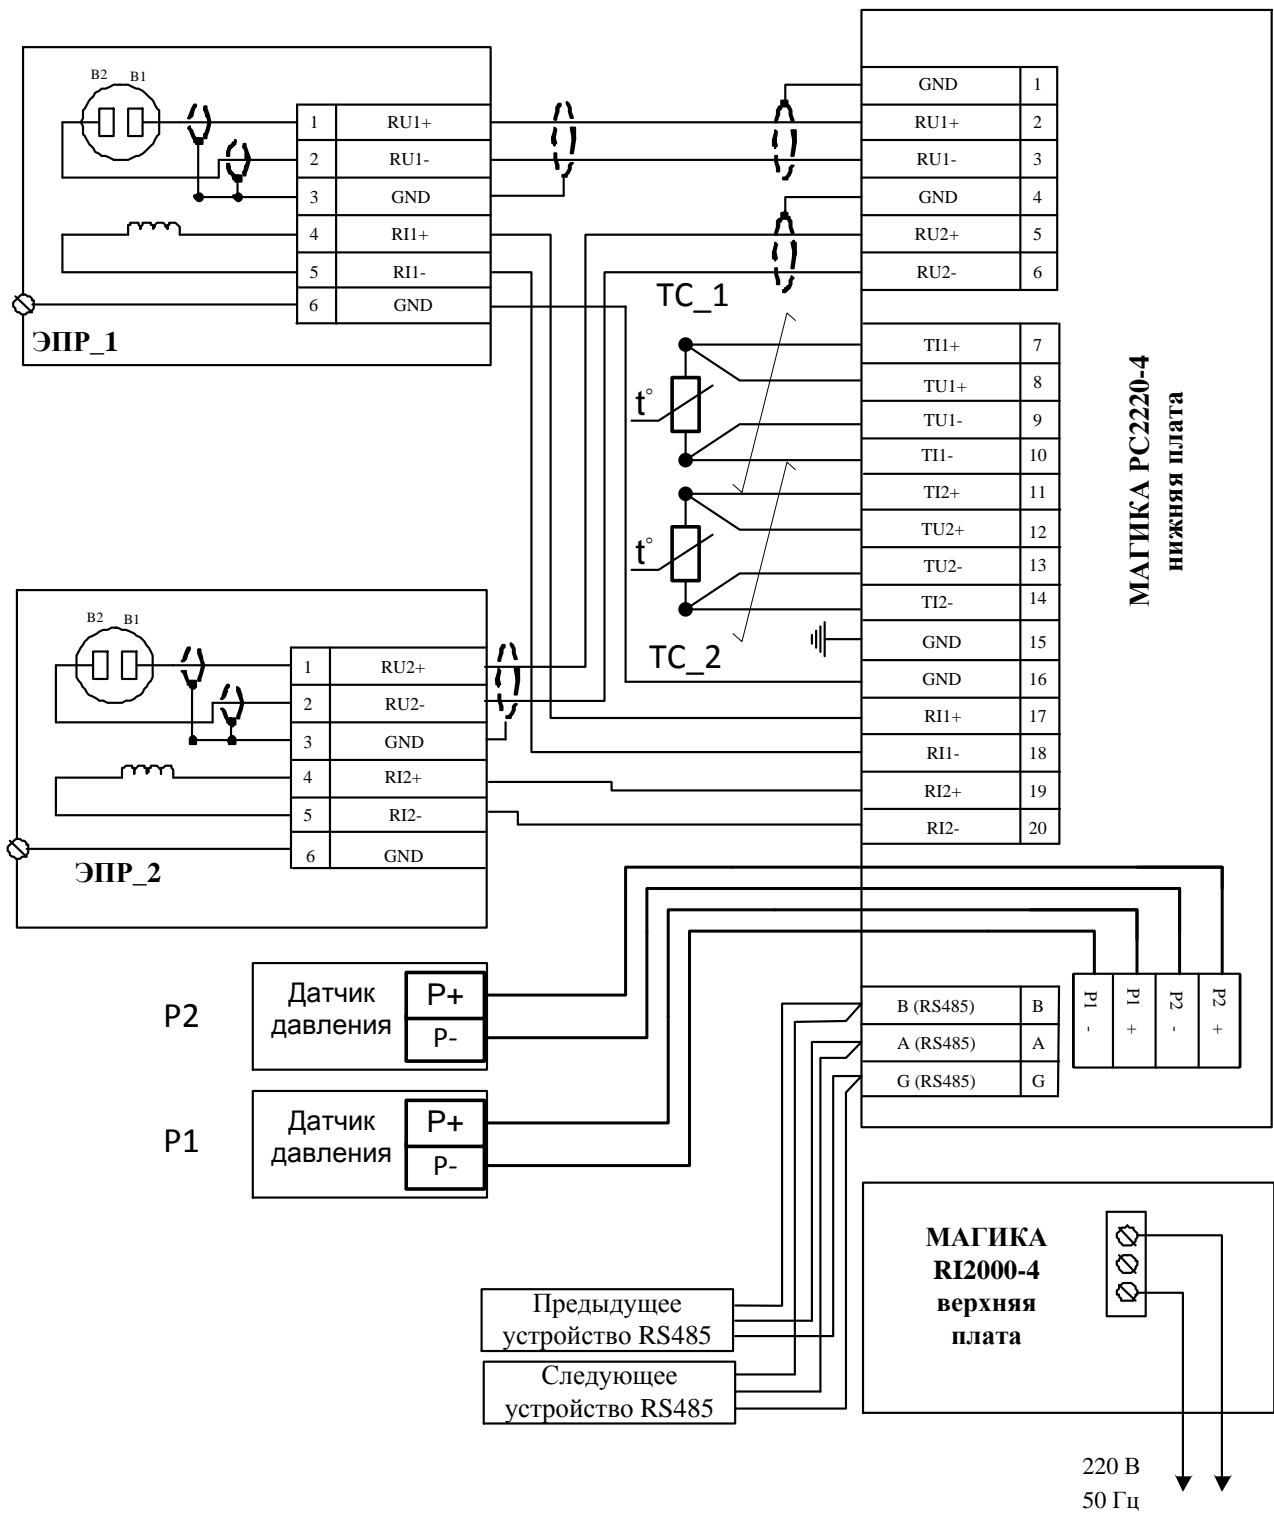 B2 B1
1 RU1+
2 RU1-
3 GND
4 RI1+
5 RI1-
6 GND
ЭПР_1
GND 1
RU1+ 2
RU1- 3
GND 4
RU2+ 5
RU2- 6
TC_1
t°
TI1+ 7
TU1+ 8
TU1- 9
TI1- 10
TI2+ 11
TU2+ 12
TU2- 13
TI2- 14
GND 15
GND 16
RI1+ 17
RI1- 18
RI2+ 19
RI2- 20
t°
TC_2
МАГИКА PC2220-4
нижняя плата
B2 B1
1 RU2+
2 RU2-
3 GND
4 RI2+
5 RI2-
6 GND
ЭПР_2
P2
Датчик
давления
P+
P-
P1
Датчик
давления
P+
P-
B (RS485) B
A (RS485) A
G (RS485) G
P1 -
P1 +
P2 -
P2 +
МАГИКА
RI2000-4
верхняя
плата
Предыдущее
устройство RS485
Следующее
устройство RS485
220 В
50 Гц